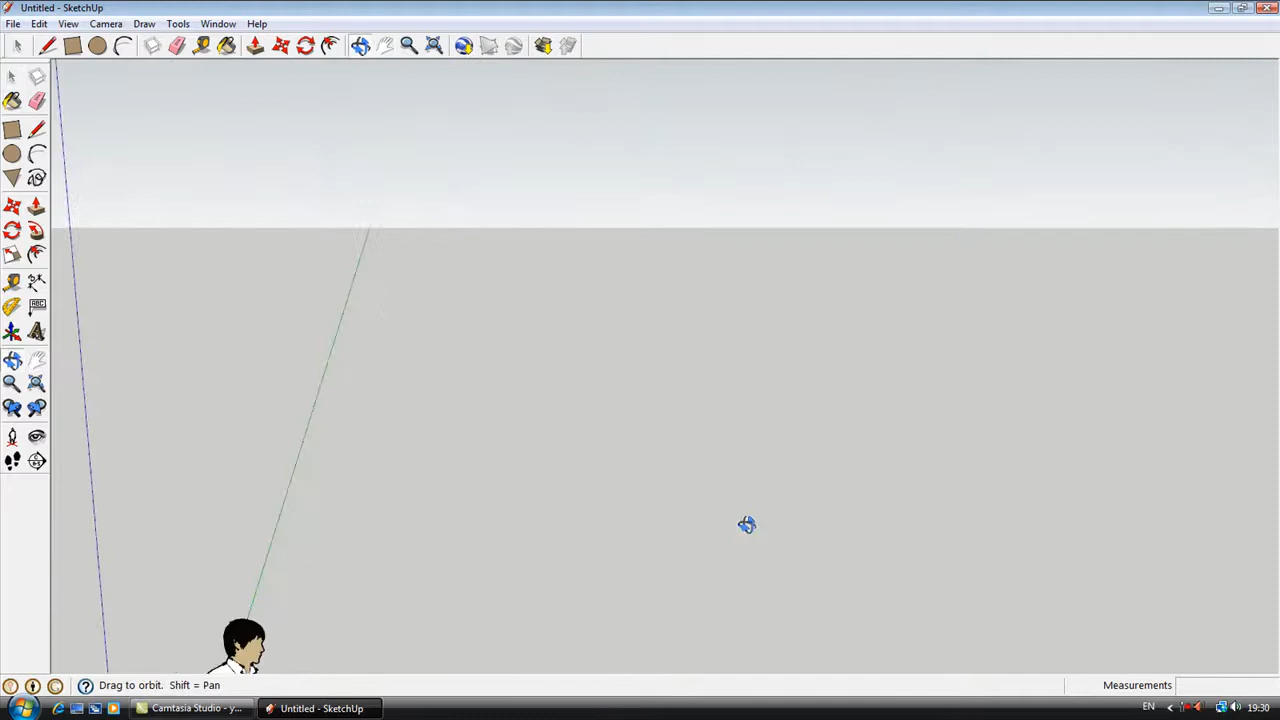 Untitled - SketchUp
File Edit View Camera Draw Tools Window Help
ABC
A
Drag to orbit. Shift = Pan
Measurements
Camtasia Studio - y...
Untitled - SketchUp
EN
19:30